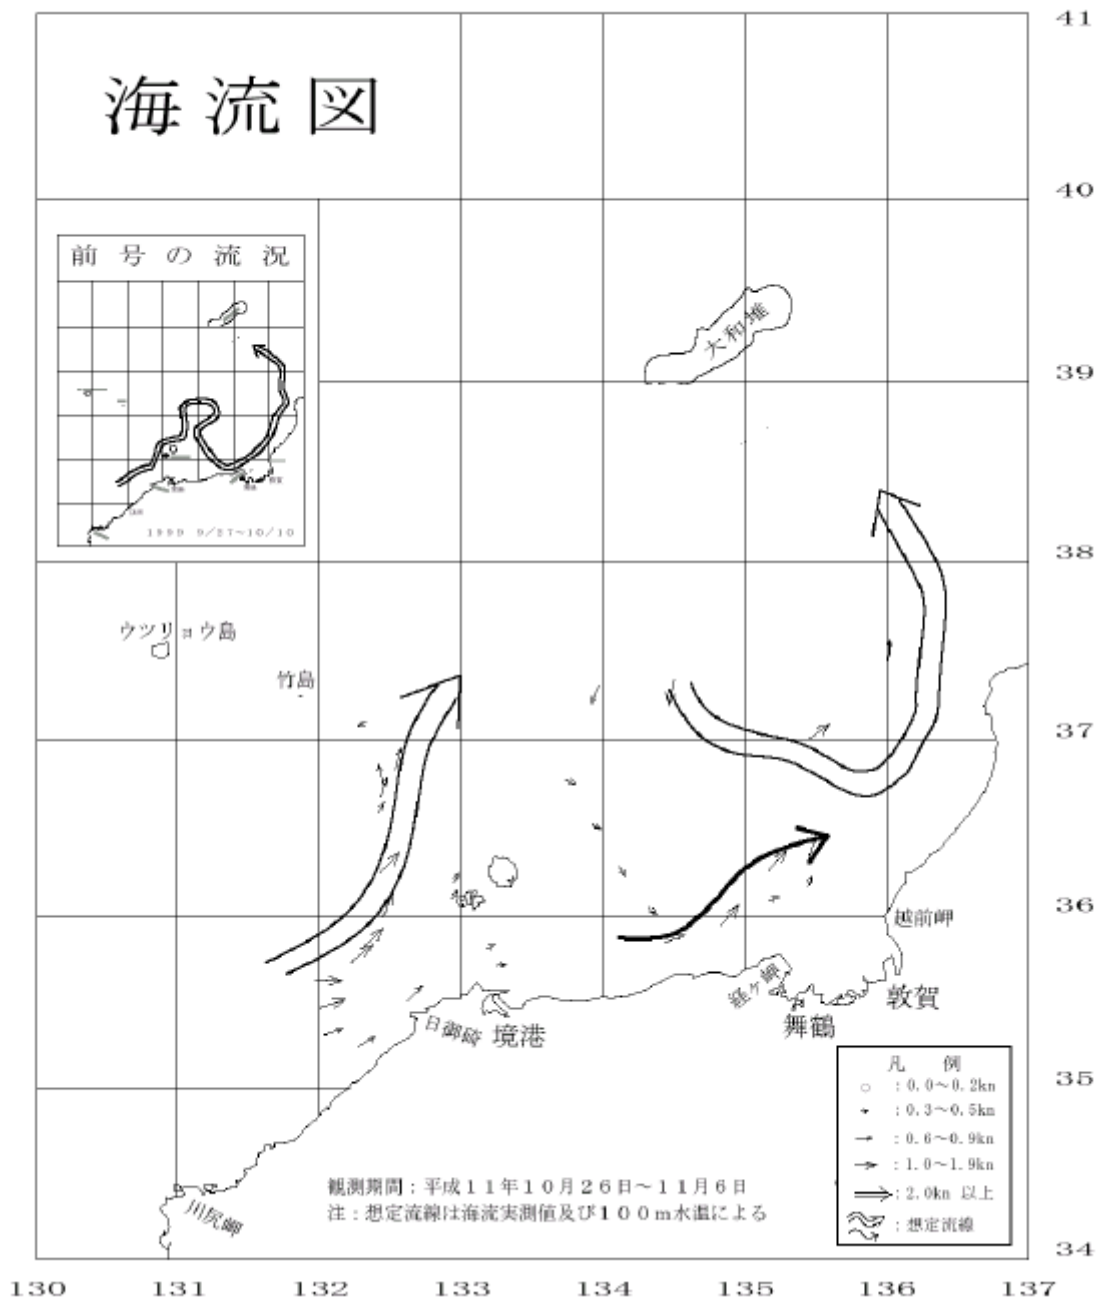 海流図
41
40
前号の流況
1999 9/27~10/10
大和堆
39
38
ウツリョウ島
竹島
37
36
越前岬
経ヶ岬
敦賀
舞鶴
日御碕
境港
35
凡 例
:0.0~0.2kn
:0.3~0.5kn
:0.6~0.9kn
:1.0~1.9kn
:2.0kn 以上
:想定流線
観測期間:平成11年10月26日~11月6日
注:想定流線は海流実測値及び100m水温による
川尻岬
34
130 131 132 133 134 135 136 137